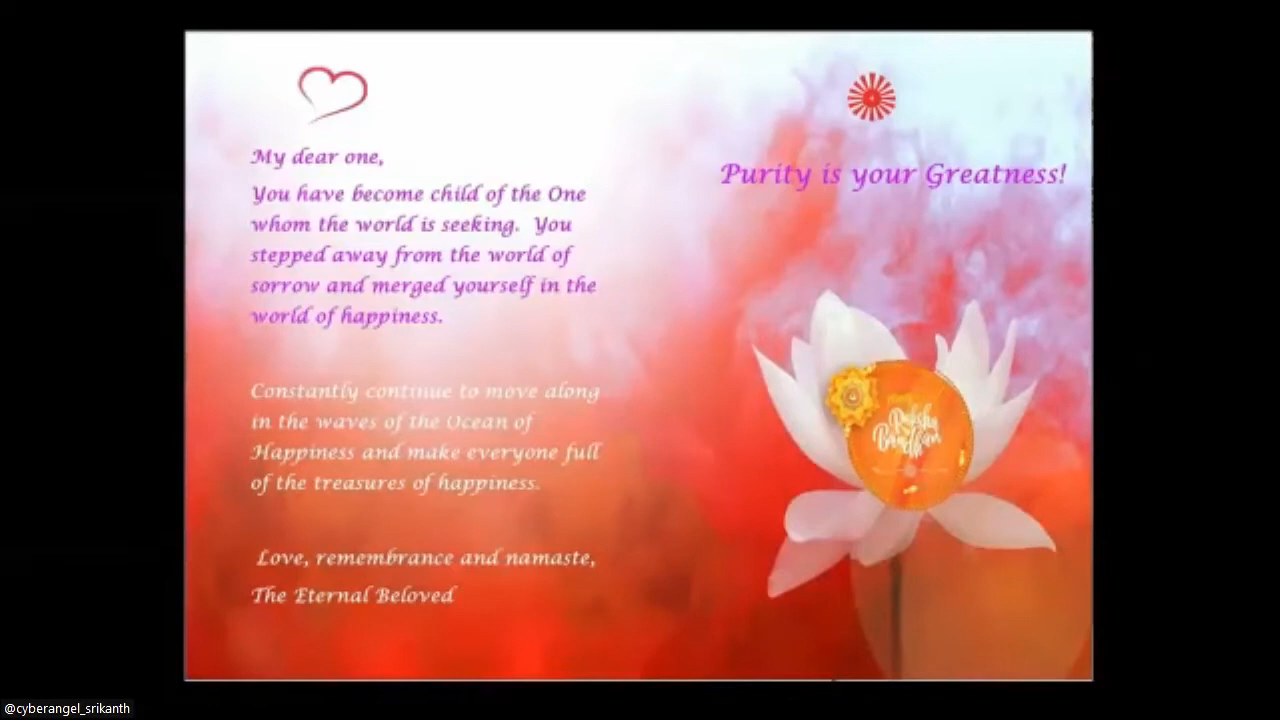 My dear one,
You have become child of the One
whom the world is seeking. You
stepped away from the world of
sorrow and merged yourself in the
world of happiness.
Constantly continue to move along
in the waves of the Ocean of
Happiness and make everyone full
of the treasures of happiness.
Love, remembrance and namaste,
The Eternal Beloved
Purity is your Greatness!
Raksha
Bandhan
@cyberangel_srikanth